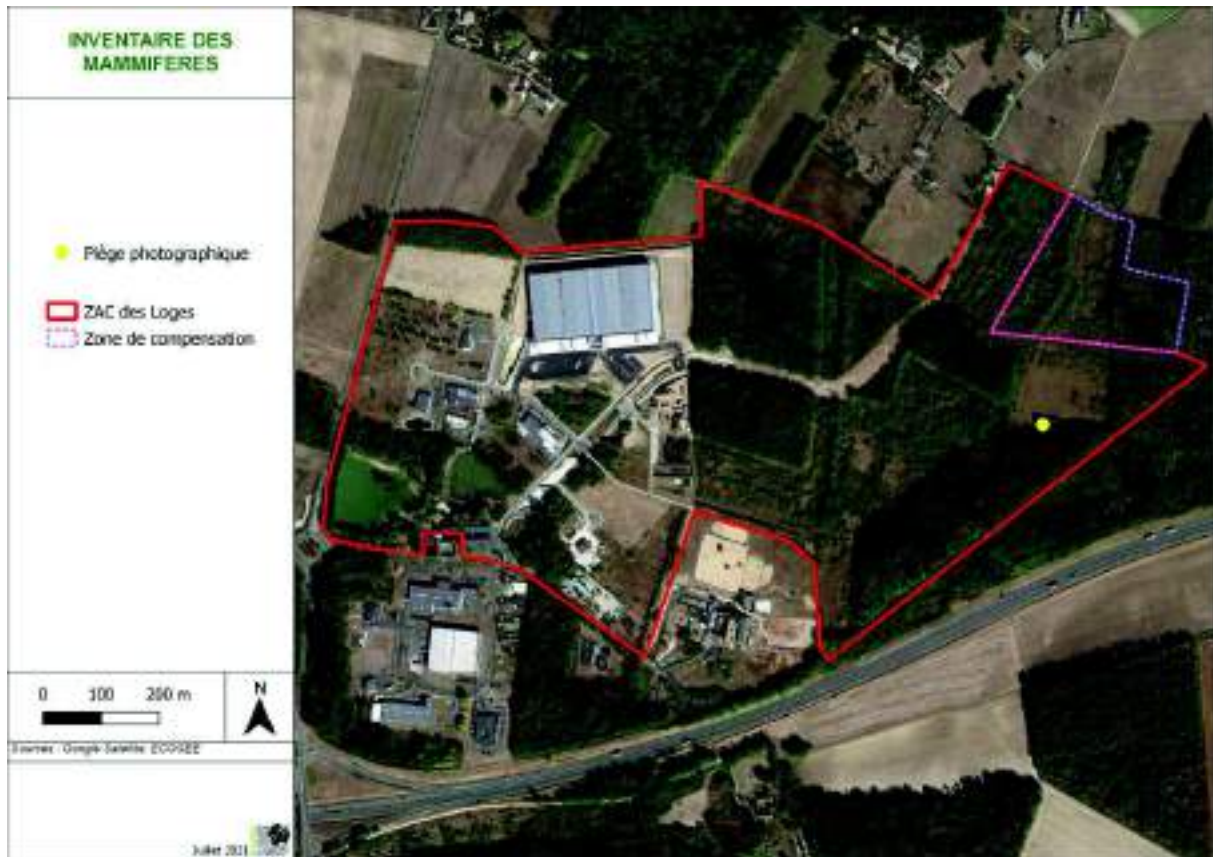 INVENTAIRE DES
MAMMIFERES
Piège photographique
ZAC des Loges
Zone de compensation
0 100 200 m
N
Sources : Google Satellite, ECOGEE
Juillet 2021